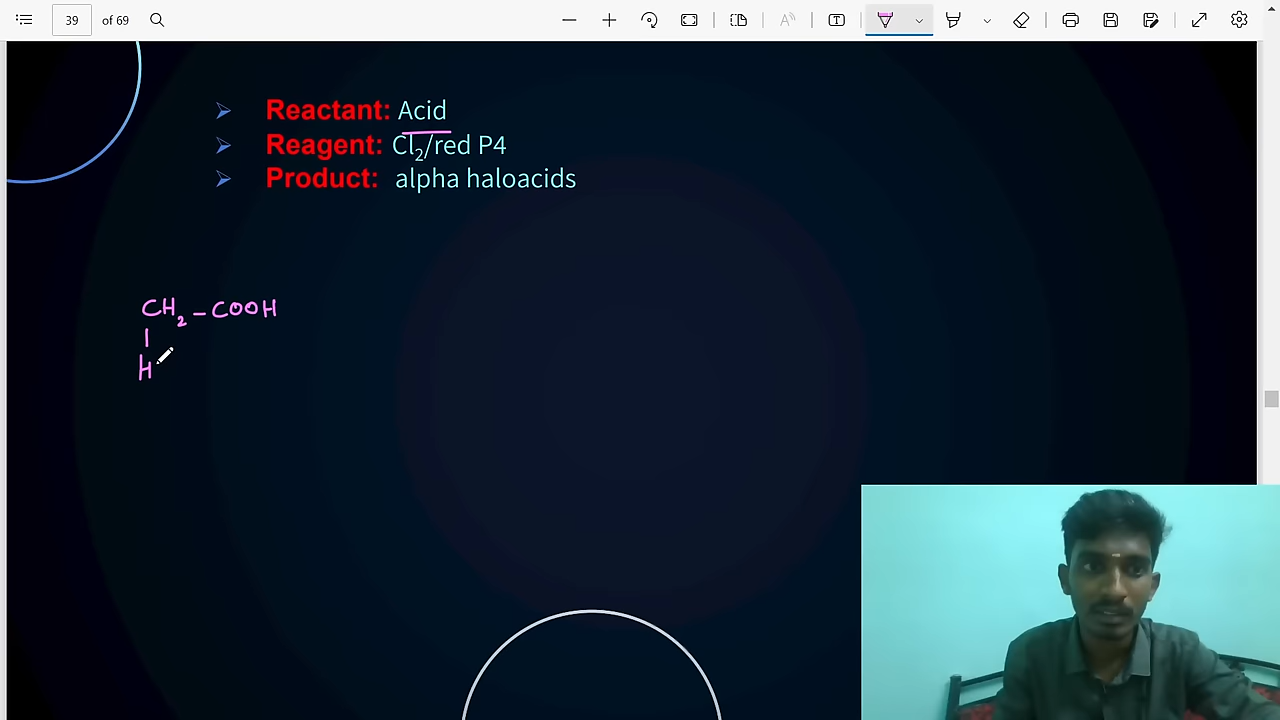 39 of 69
Reactant: Acid
Reagent: Cl₂/red P4
Product: alpha haloacids
CH₂-COOH
|
H